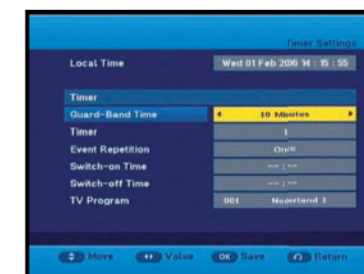 Timer Settings
Local Time Wed 01 Feb 2006 14 : 15 : 55
Timer
Guard-Band Time 10 Minutes
Timer 1
Event Repetition Once
Switch-on Time -- : --
Switch-off Time -- : --
TV Program 001 Nederland 1
Move Value OK Save Return